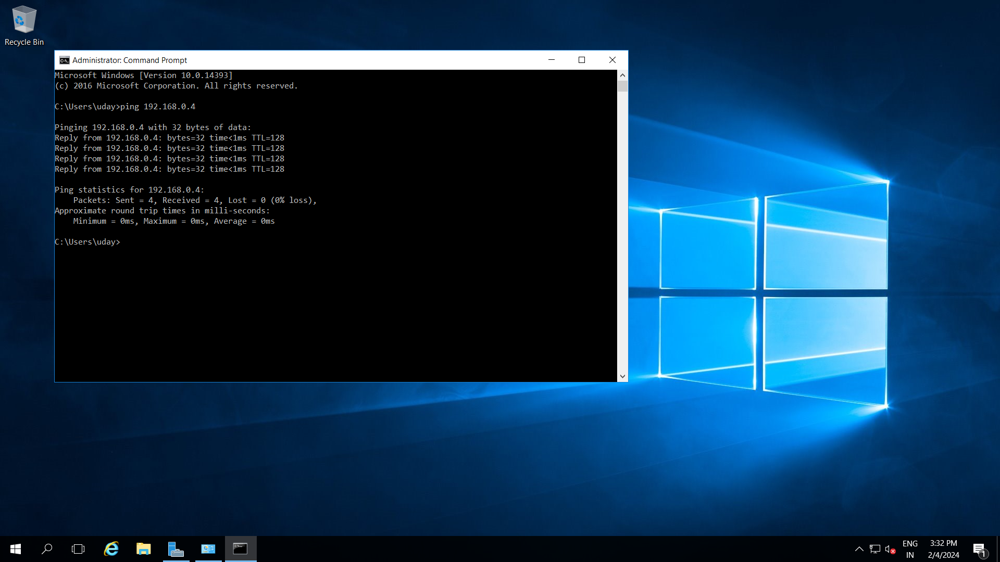 Recycle Bin
Administrator: Command Prompt
Microsoft Windows [Version 10.0.14393]
(c) 2016 Microsoft Corporation. All rights reserved.
C:\Users\uday>ping 192.168.0.4
Pinging 192.168.0.4 with 32 bytes of data:
Reply from 192.168.0.4: bytes=32 time<1ms TTL=128
Reply from 192.168.0.4: bytes=32 time<1ms TTL=128
Reply from 192.168.0.4: bytes=32 time<1ms TTL=128
Reply from 192.168.0.4: bytes=32 time<1ms TTL=128
Ping statistics for 192.168.0.4:
    Packets: Sent = 4, Received = 4, Lost = 0 (0% loss),
Approximate round trip times in milli-seconds:
    Minimum = 0ms, Maximum = 0ms, Average = 0ms
C:\Users\uday>
ENG
IN
3:32 PM
2/4/2024
1